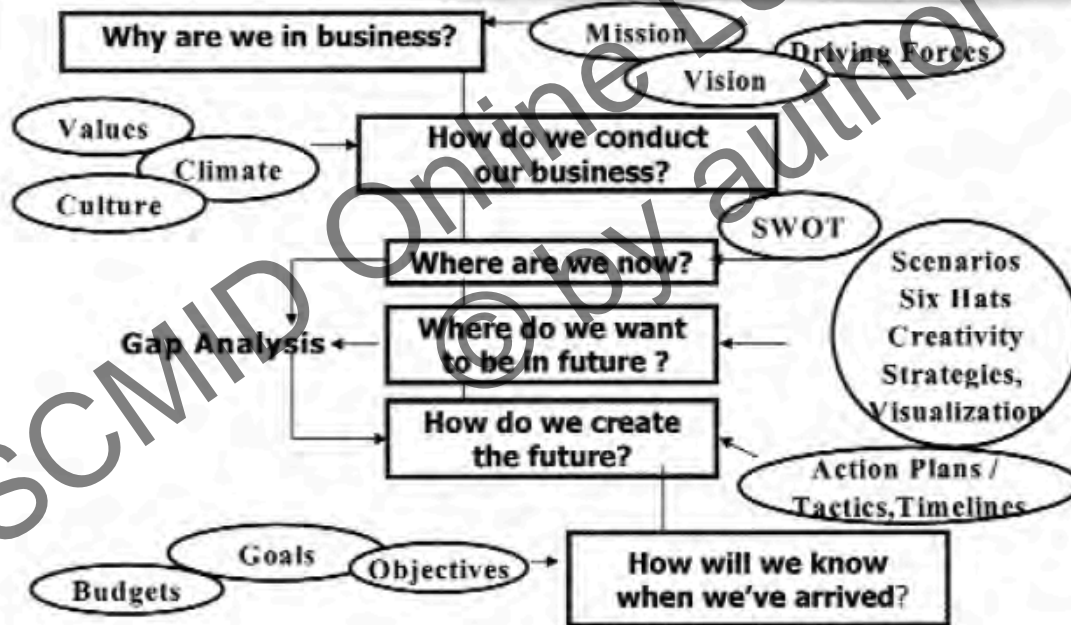 Why are we in business?
Mission
Driving Forces
Vision
Values
Climate
Culture
How do we conduct
our business?
SWOT
Where are we now?
Scenarios
Six Hats
Creativity
Strategies,
Visualization
Gap Analysis
Where do we want
to be in future ?
How do we create
the future?
Action Plans /
Tactics,Timelines
Goals
Objectives
Budgets
How will we know
when we've arrived?
SCMID Online
© by author